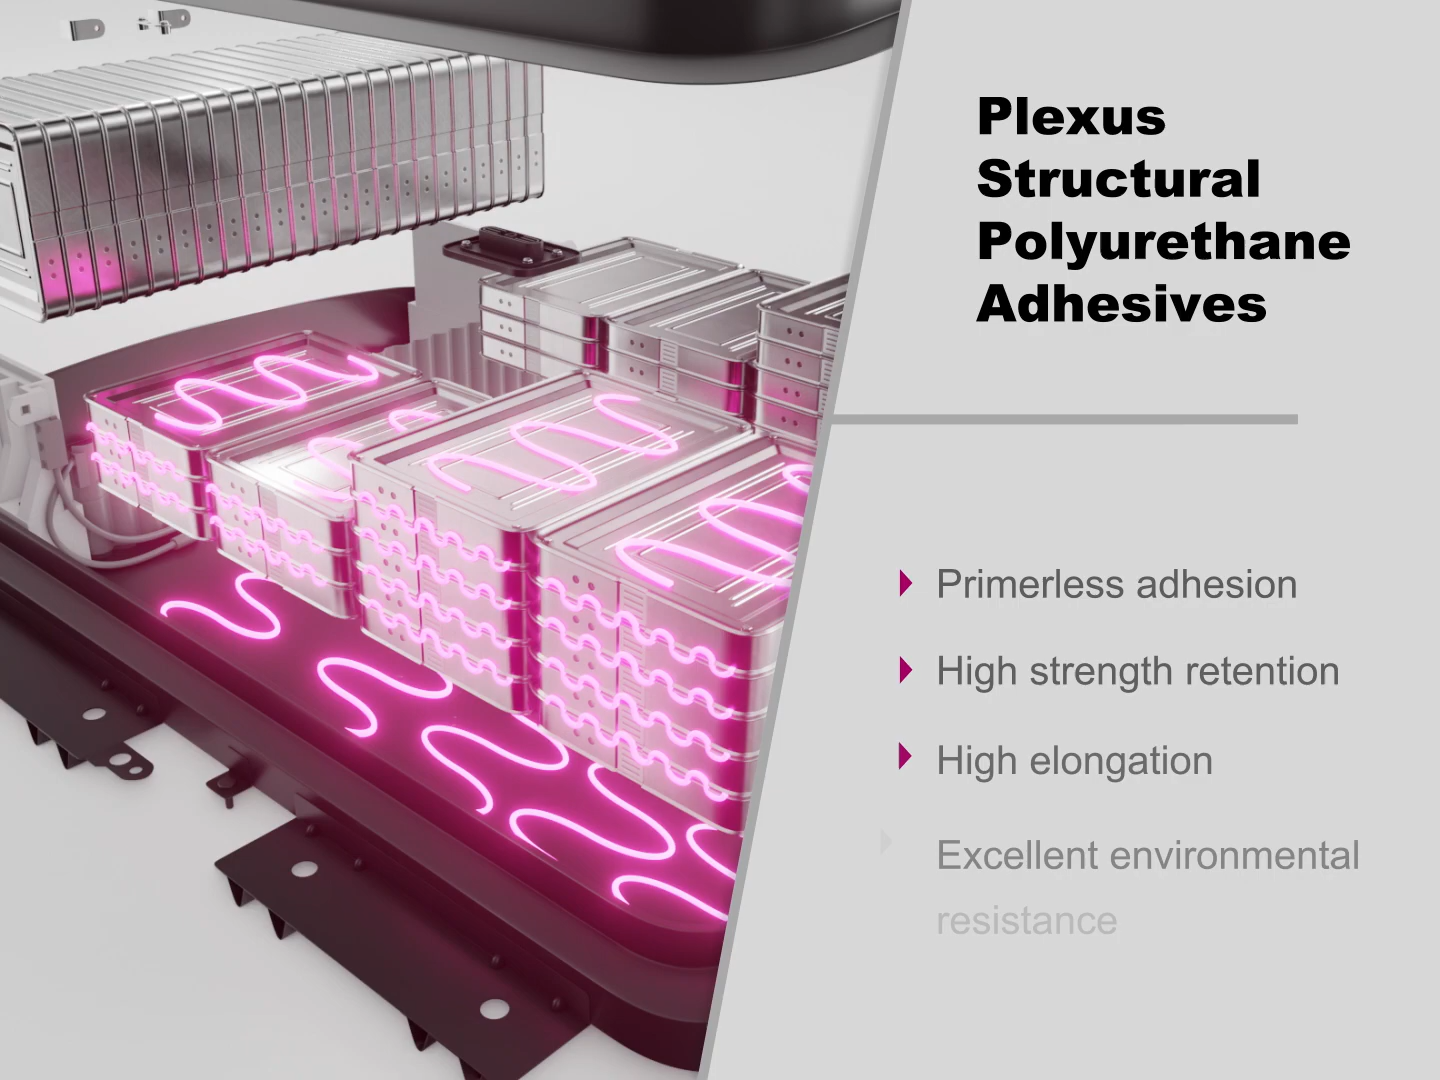 Plexus
Structural
Polyurethane
Adhesives
Primerless adhesion
High strength retention
High elongation
Excellent environmental
resistance